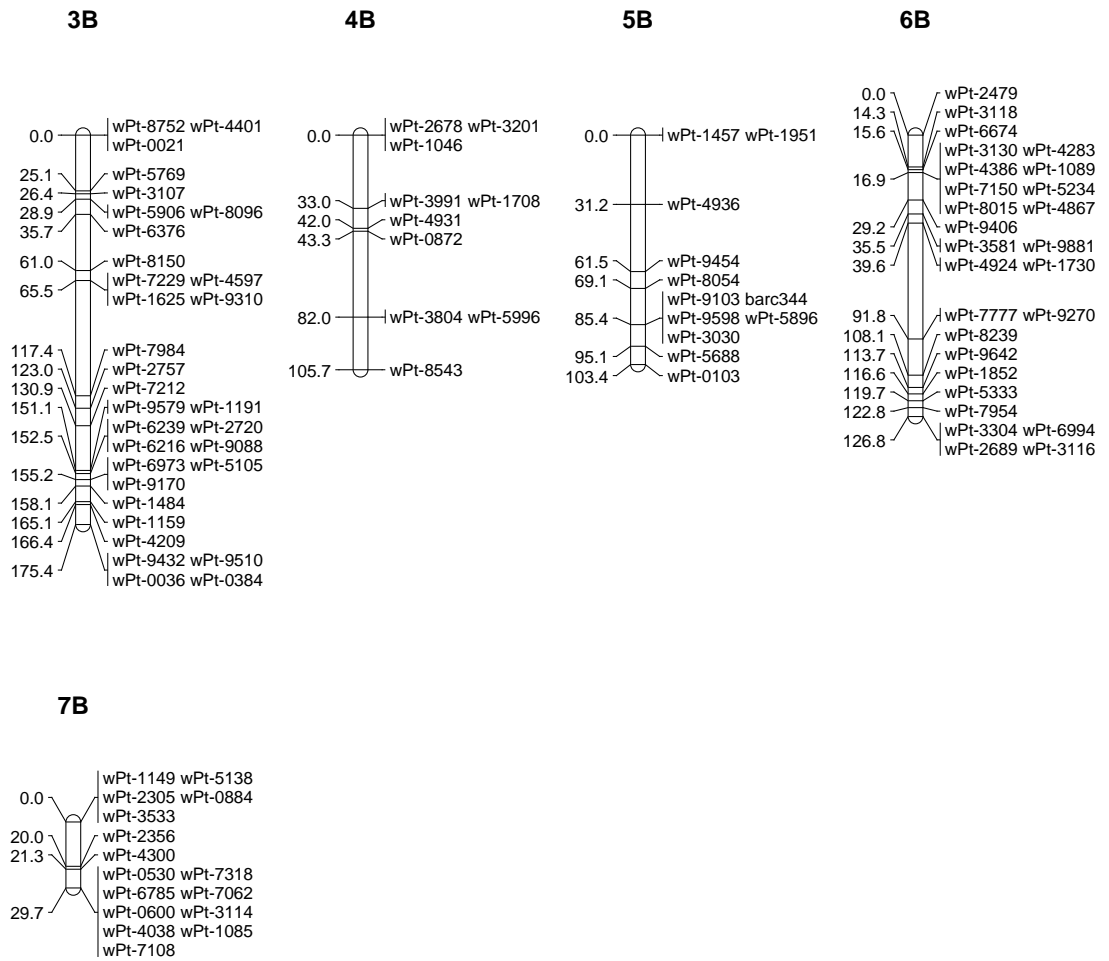 3B
0.0
wPt-8752 wPt-4401
wPt-0021
25.1
wPt-5769
26.4
wPt-3107
28.9
wPt-5906 wPt-8096
35.7
wPt-6376
61.0
wPt-8150
65.5
wPt-7229 wPt-4597
wPt-1625 wPt-9310
117.4
wPt-7984
123.0
wPt-2757
130.9
wPt-7212
151.1
wPt-9579 wPt-1191
152.5
wPt-6239 wPt-2720
wPt-6216 wPt-9088
155.2
wPt-6973 wPt-5105
wPt-9170
158.1
wPt-1484
165.1
wPt-1159
166.4
wPt-4209
175.4
wPt-9432 wPt-9510
wPt-0036 wPt-0384
4B
0.0
wPt-2678 wPt-3201
wPt-1046
33.0
wPt-3991 wPt-1708
42.0
wPt-4931
43.3
wPt-0872
82.0
wPt-3804 wPt-5996
105.7
wPt-8543
5B
0.0
wPt-1457 wPt-1951
31.2
wPt-4936
61.5
wPt-9454
69.1
wPt-8054
85.4
wPt-9103 barc344
wPt-9598 wPt-5896
wPt-3030
95.1
wPt-5688
103.4
wPt-0103
6B
0.0
wPt-2479
14.3
wPt-3118
15.6
wPt-6674
16.9
wPt-3130 wPt-4283
wPt-4386 wPt-1089
wPt-7150 wPt-5234
wPt-8015 wPt-4867
29.2
wPt-9406
35.5
wPt-3581 wPt-9881
39.6
wPt-4924 wPt-1730
91.8
wPt-7777 wPt-9270
108.1
wPt-8239
113.7
wPt-9642
116.6
wPt-1852
119.7
wPt-5333
122.8
wPt-7954
126.8
wPt-3304 wPt-6994
wPt-2689 wPt-3116
7B
0.0
wPt-1149 wPt-5138
wPt-2305 wPt-0884
wPt-3533
20.0
wPt-2356
21.3
wPt-4300
29.7
wPt-0530 wPt-7318
wPt-6785 wPt-7062
wPt-0600 wPt-3114
wPt-4038 wPt-1085
wPt-7108